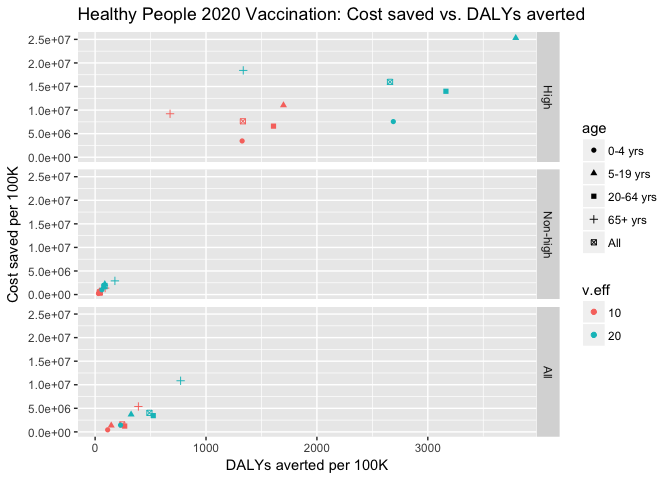 Healthy People 2020 Vaccination: Cost saved vs. DALYs averted
Cost saved per 100K
2.5e+07
2.0e+07
1.5e+07
1.0e+07
5.0e+06
0.0e+00
High
2.5e+07
2.0e+07
1.5e+07
1.0e+07
5.0e+06
0.0e+00
Non-high
2.5e+07
2.0e+07
1.5e+07
1.0e+07
5.0e+06
0.0e+00
All
0
1000
2000
3000
DALYs averted per 100K
age
0-4 yrs
5-19 yrs
20-64 yrs
65+ yrs
All
v.eff
10
20